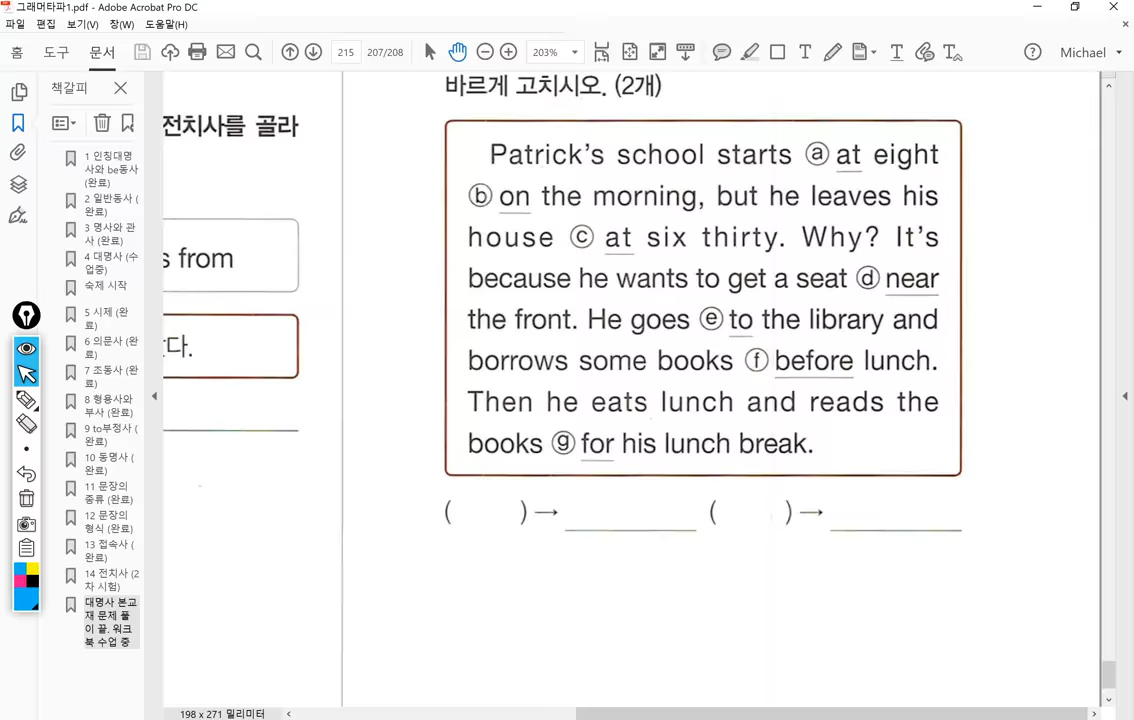 그래머타파1.pdf - Adobe Acrobat Pro DC
파일 편집 보기(V) 창(W) 도움말(H)
홈 도구 문서 215 207/208 203% Michael
책갈피
1 인칭대명
사와 be동사
(완료)
2 일반동사 (
완료)
3 명사와 관
사 (완료)
4 대명사 (수
업중)
숙제 시작
5 시제 (완
료)
6 의문사 (완
료)
7 조동사 (완
료)
8 형용사와
부사 (완료)
9 to부정사 (
완료)
10 동명사 (
완료)
11 문장의
종류 (완료)
12 문장의
형식 (완료)
13 접속사 (
완료)
14 전치사 (2
차 시험)
대명사 본교
재 문제 풀
이 끝. 워크
북 수업 중
전치사를 골라
s from
다.
바르게 고치시오. (2개)
Patrick's school starts ⓐ at eight
ⓑ on the morning, but he leaves his
house ⓒ at six thirty. Why? It's
because he wants to get a seat ⓓ near
the front. He goes ⓔ to the library and
borrows some books ⓕ before lunch.
Then he eats lunch and reads the
books ⓖ for his lunch break.
( ) → ( ) →
198 x 271 밀리미터